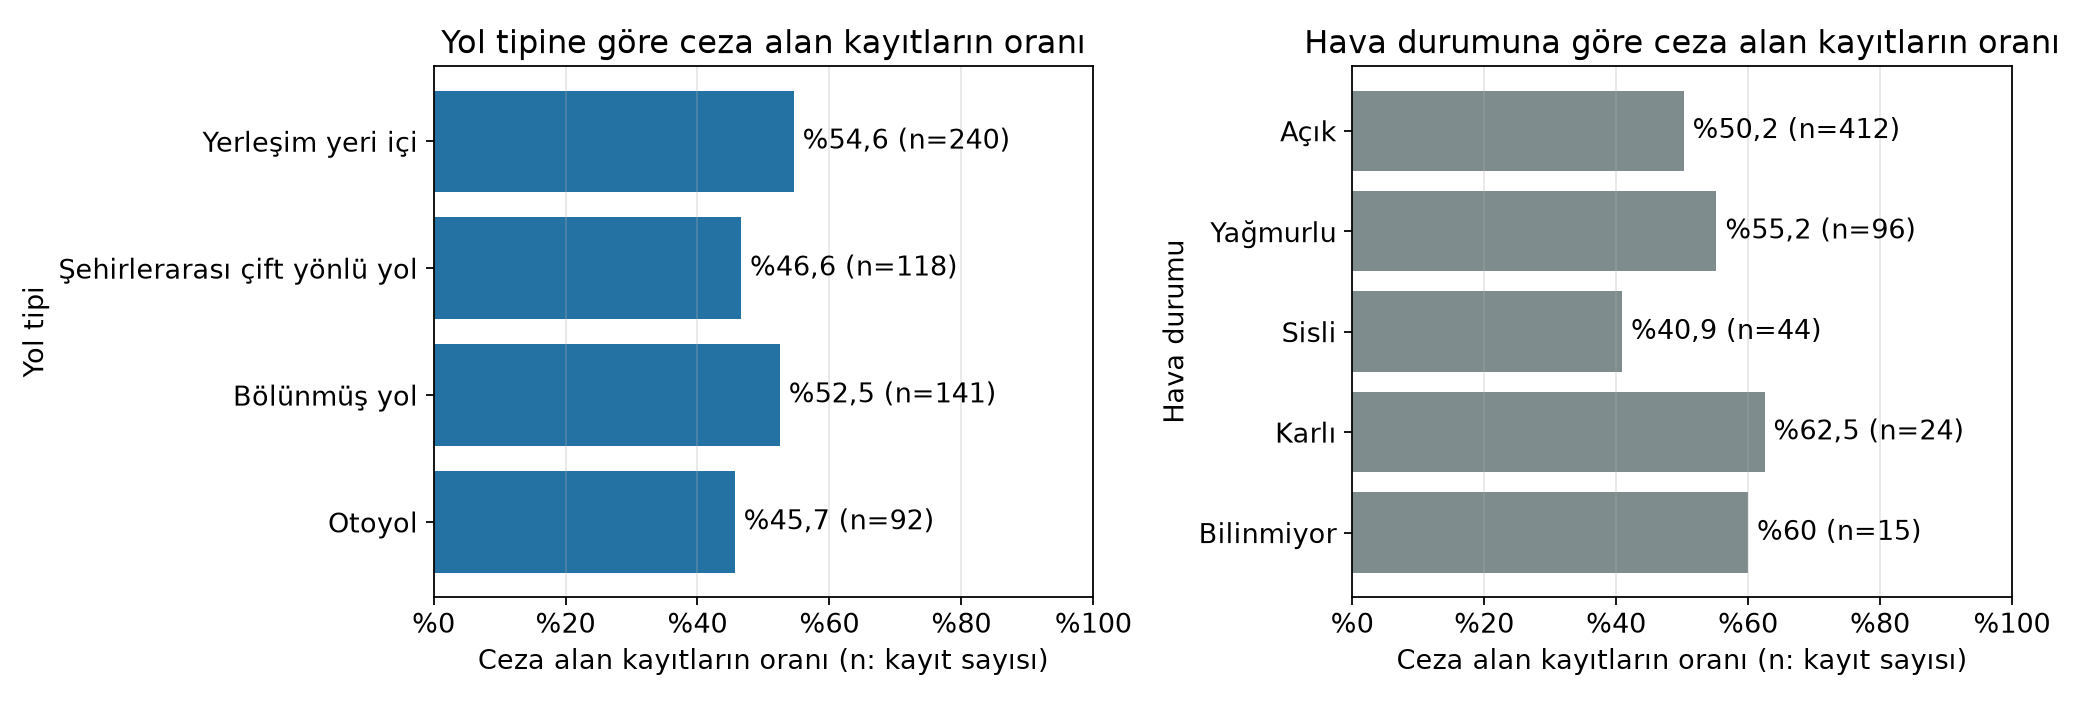 Yol tipine göre ceza alan kayıtların oranı
Yol tipi
Yerleşim yeri içi
%54,6 (n=240)
Şehirlerarası çift yönlü yol
%46,6 (n=118)
Bölünmüş yol
%52,5 (n=141)
Otoyol
%45,7 (n=92)
%0 %20 %40 %60 %80 %100
Ceza alan kayıtların oranı (n: kayıt sayısı)
Hava durumuna göre ceza alan kayıtların oranı
Hava durumu
Açık
%50,2 (n=412)
Yağmurlu
%55,2 (n=96)
Sisli
%40,9 (n=44)
Karlı
%62,5 (n=24)
Bilinmiyor
%60 (n=15)
%0 %20 %40 %60 %80 %100
Ceza alan kayıtların oranı (n: kayıt sayısı)